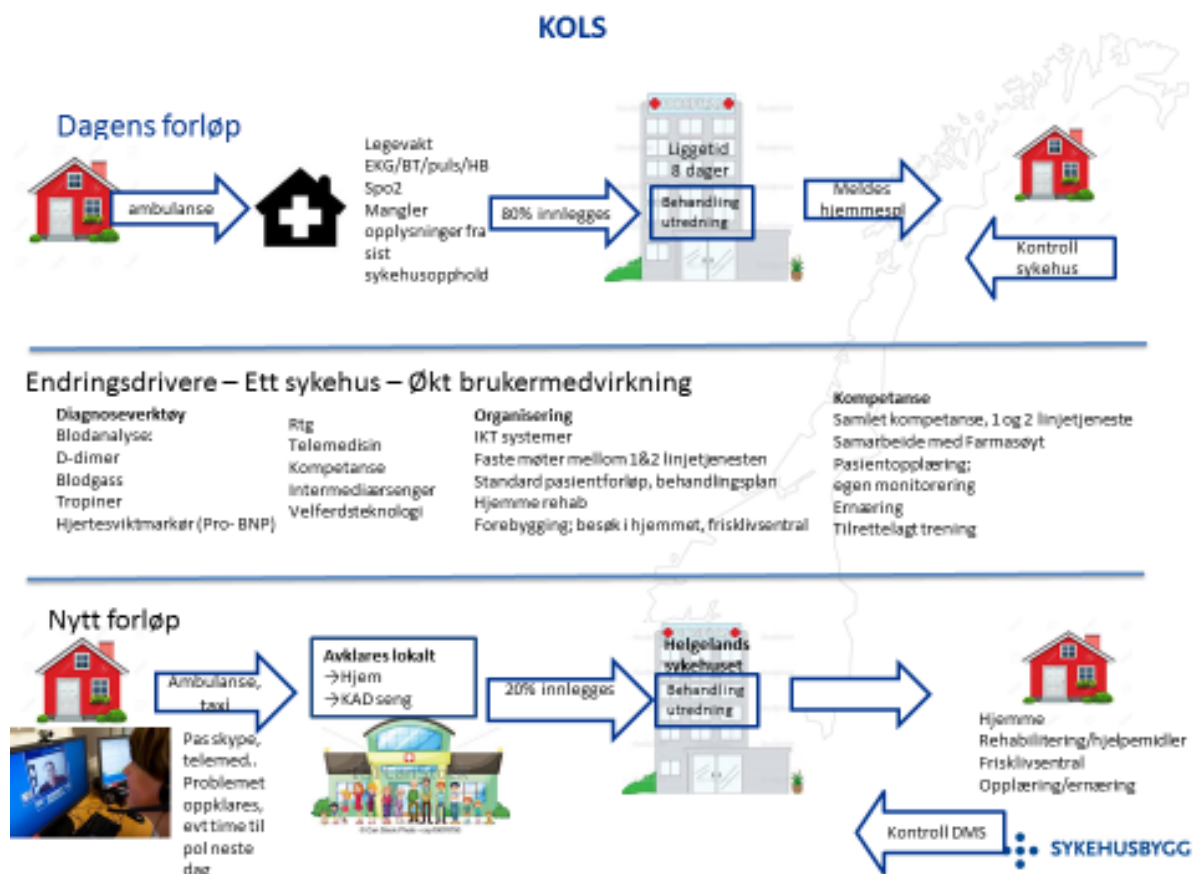 KOLS
Dagens forløp
ambulanse
Legevakt
EKG/BT/puls/HB
Spo2
Mangler
opplysninger fra
sist
sykehusopphold
80% innlegges
HOSPITAL
Liggetid
8 dager
Behandling
utredning
Meldes
hjemmespl
Kontroll
sykehus
Endringsdrivere – Ett sykehus – Økt brukermedvirkning
Diagnoseverktøy
Blodanalyse:
D-dimer
Blodgass
Tropiner
Hjertesviktmarkør (Pro- BNP)
Rtg
Telemedisin
Kompetanse
Intermediærsenger
Velferdsteknologi
Organisering
IKT systemer
Faste møter mellom 1&2 linjetjenesten
Standard pasientforløp, behandlingsplan
Hjemme rehab
Forebygging; besøk i hjemmet, frisklivsentral
Kompetanse
Samlet kompetanse, 1 og 2 linjetjeneste
Samarbeide med Farmasøyt
Pasientopplæring;
egen monitorering
Ernæring
Tilrettelagt trening
Nytt forløp
Ambulanse,
taxi
Pas skype,
telemed..
Problemet
oppklares,
evt time til
pol neste
dag
Avklares lokalt
→Hjem
→KAD seng
20% innlegges
Helgelands
sykehuset
Behandling
utredning
Hjemme
Rehabilitering/hjelpemidler
Frisklivsentral
Opplæring/ernæring
Kontroll DMS
SYKEHUSBYGG